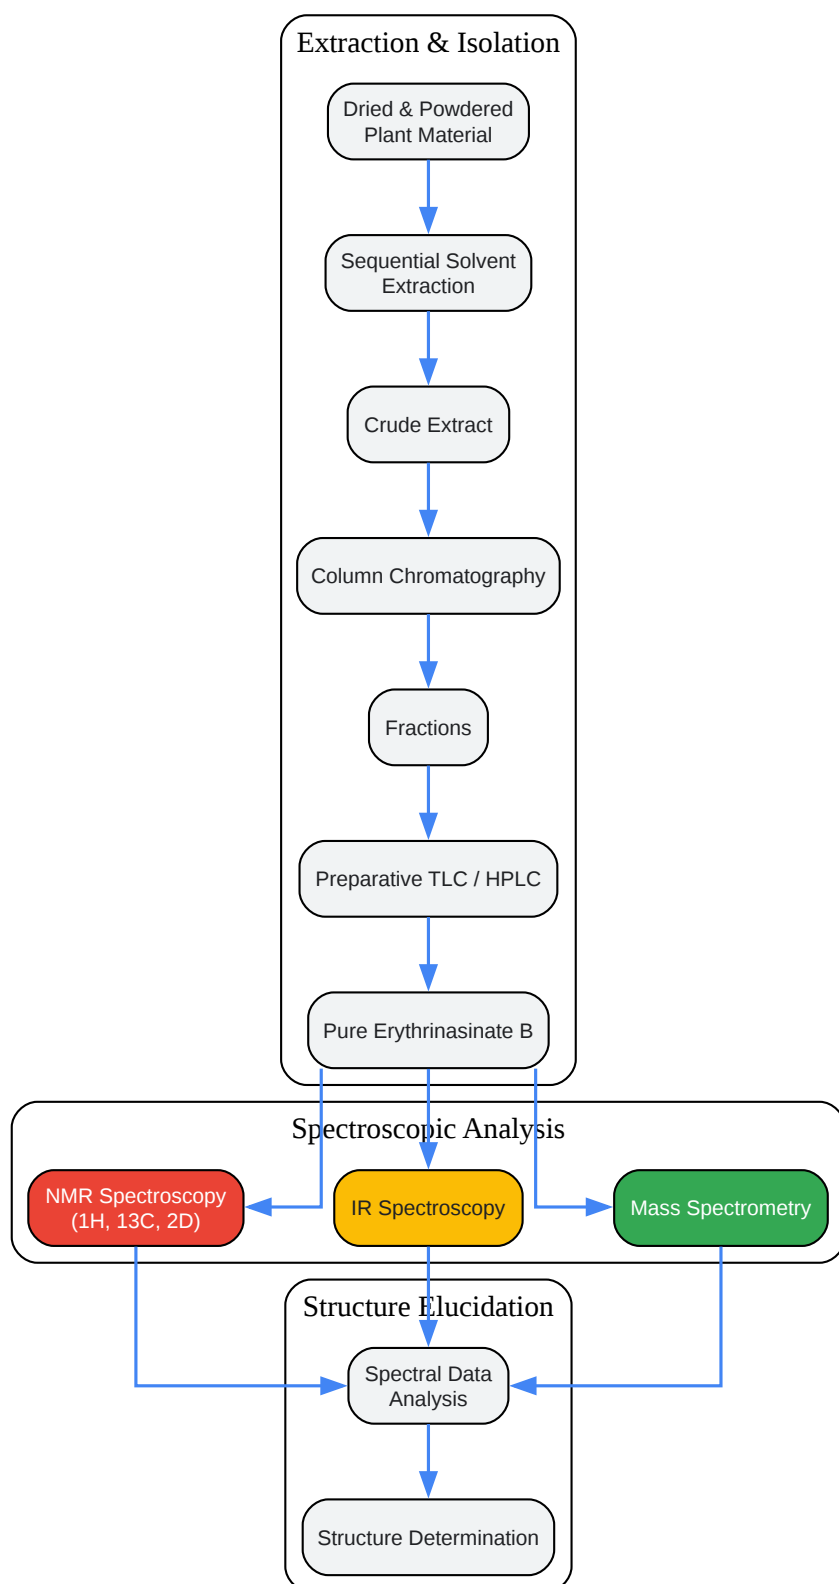 Extraction & Isolation
Dried & Powdered
Plant Material
Sequential Solvent
Extraction
Crude Extract
Column Chromatography
Fractions
Preparative TLC / HPLC
Pure Erythrinasinate B
Spectroscopic Analysis
NMR Spectroscopy
(1H, 13C, 2D)
IR Spectroscopy
Mass Spectrometry
Structure Elucidation
Spectral Data
Analysis
Structure Determination